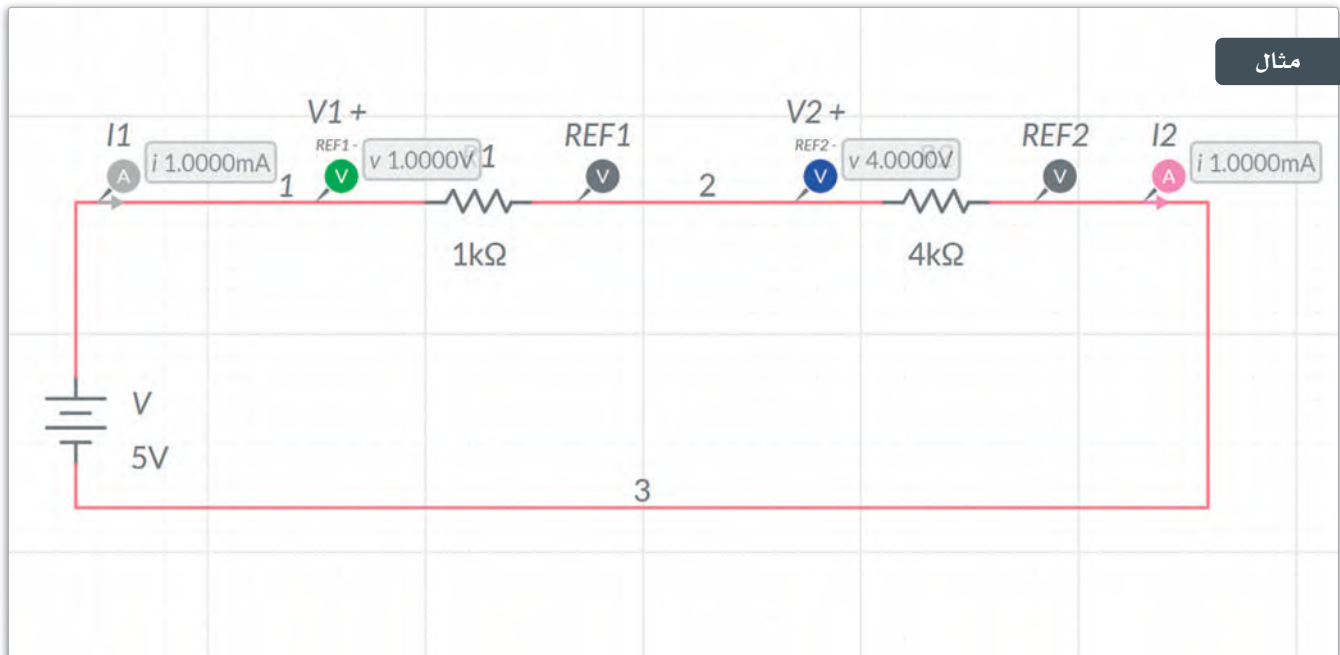 مثال
V1 +
V2 +
I1
REF1 -
REF1
REF2 -
REF2
I2
i 1.0000mA
v 1.0000V
1
v 4.0000V
i 1.0000mA
A
V
V
V
V
A
1
2
1kΩ
4kΩ
V
5V
3